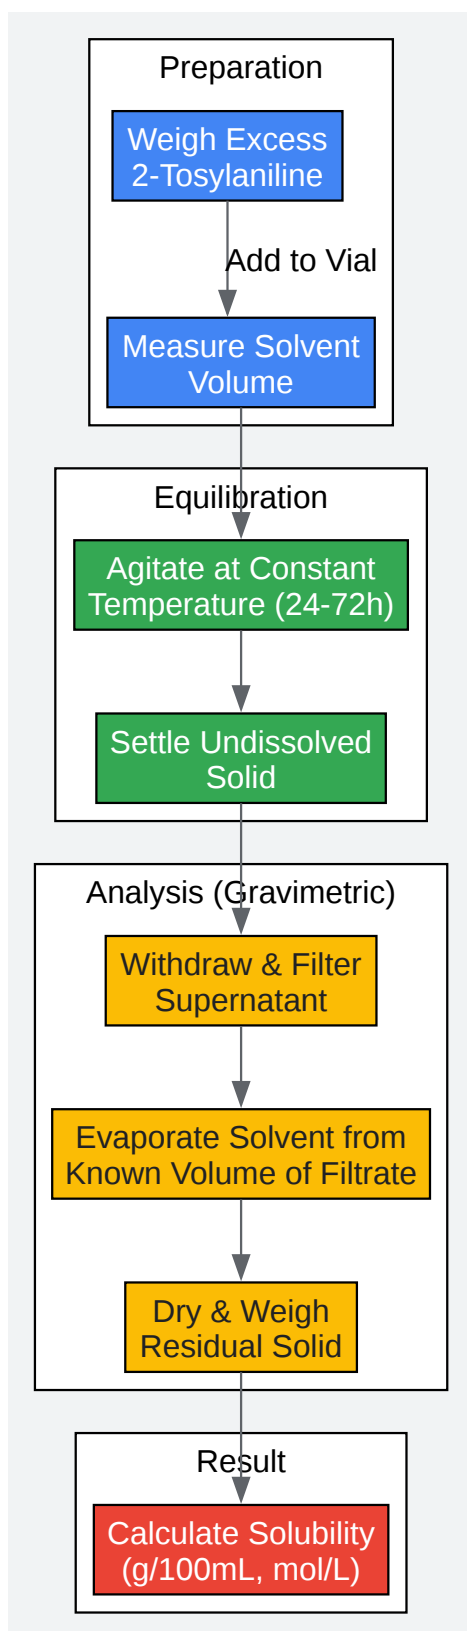 Preparation
Weigh Excess
2-Tosylaniline
Add to Vial
Measure Solvent
Volume
Equilibration
Agitate at Constant
Temperature (24-72h)
Settle Undissolved
Solid
Analysis (Gravimetric)
Withdraw & Filter
Supernatant
Evaporate Solvent from
Known Volume of Filtrate
Dry & Weigh
Residual Solid
Result
Calculate Solubility
(g/100mL, mol/L)